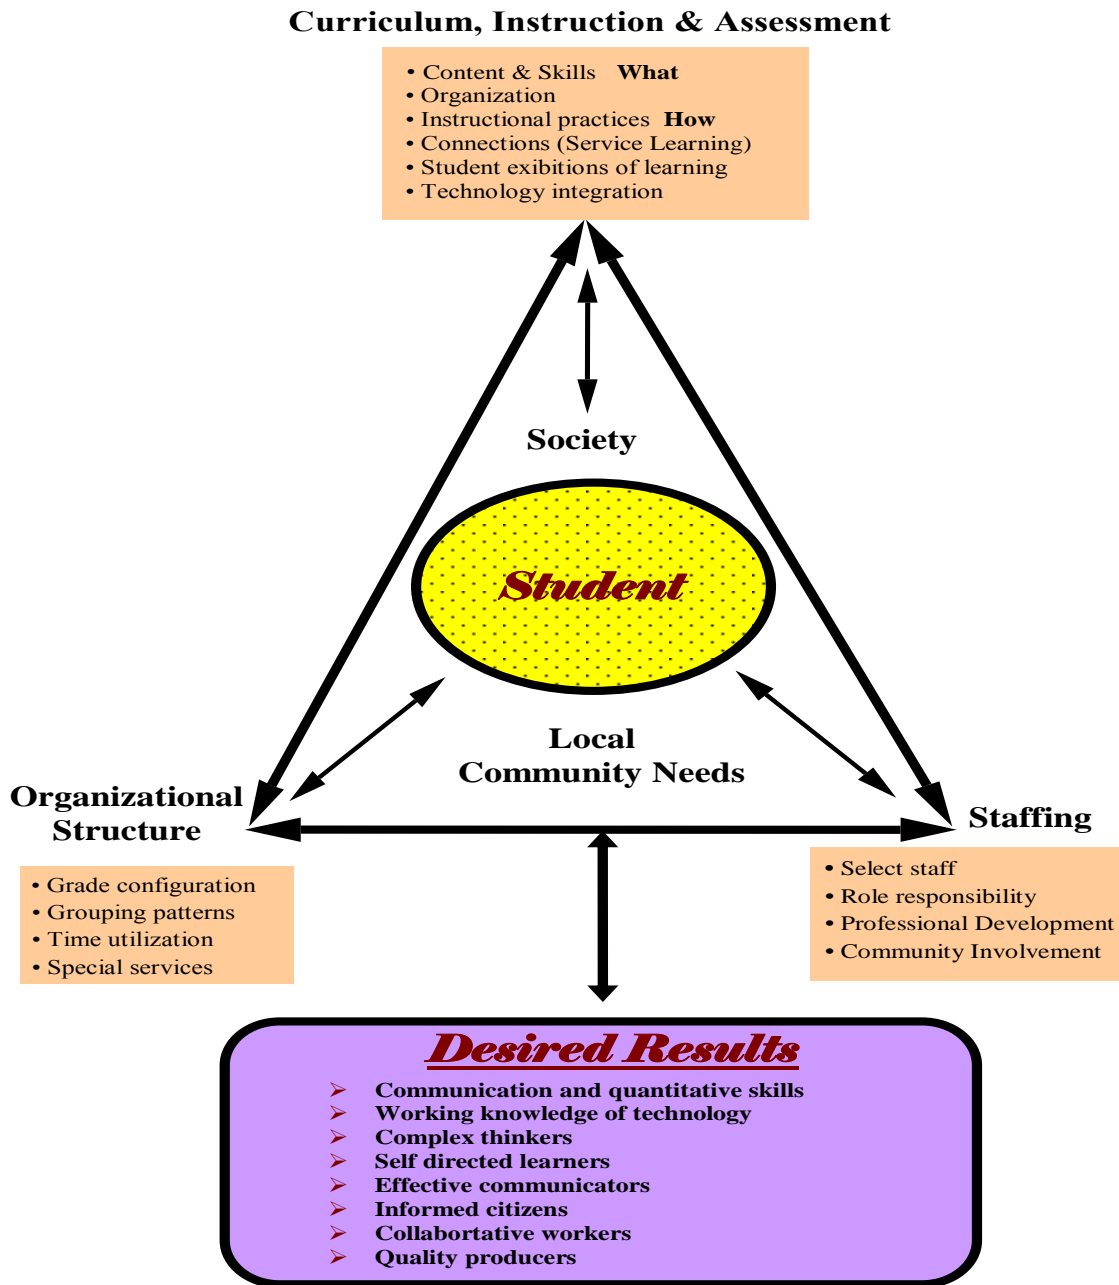 Curriculum, Instruction & Assessment
• Content & Skills What
• Organization
• Instructional practices How
• Connections (Service Learning)
• Student exibitions of learning
• Technology integration
Society
Student
Local
Community Needs
Organizational
Structure
• Grade configuration
• Grouping patterns
• Time utilization
• Special services
Staffing
• Select staff
• Role responsibility
• Professional Development
• Community Involvement
Desired Results
➢ Communication and quantitative skills
➢ Working knowledge of technology
➢ Complex thinkers
➢ Self directed learners
➢ Effective communicators
➢ Informed citizens
➢ Collabortative workers
➢ Quality producers